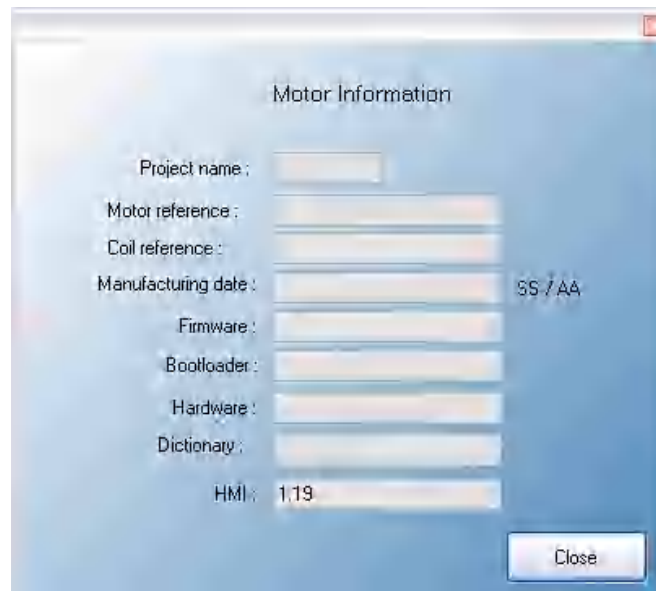 Motor Information
Project name :
Motor reference :
Coil reference :
Manufacturing date : SS / AA
Firmware :
Bootloader :
Hardware :
Dictionary :
HMI : 1.19
Close